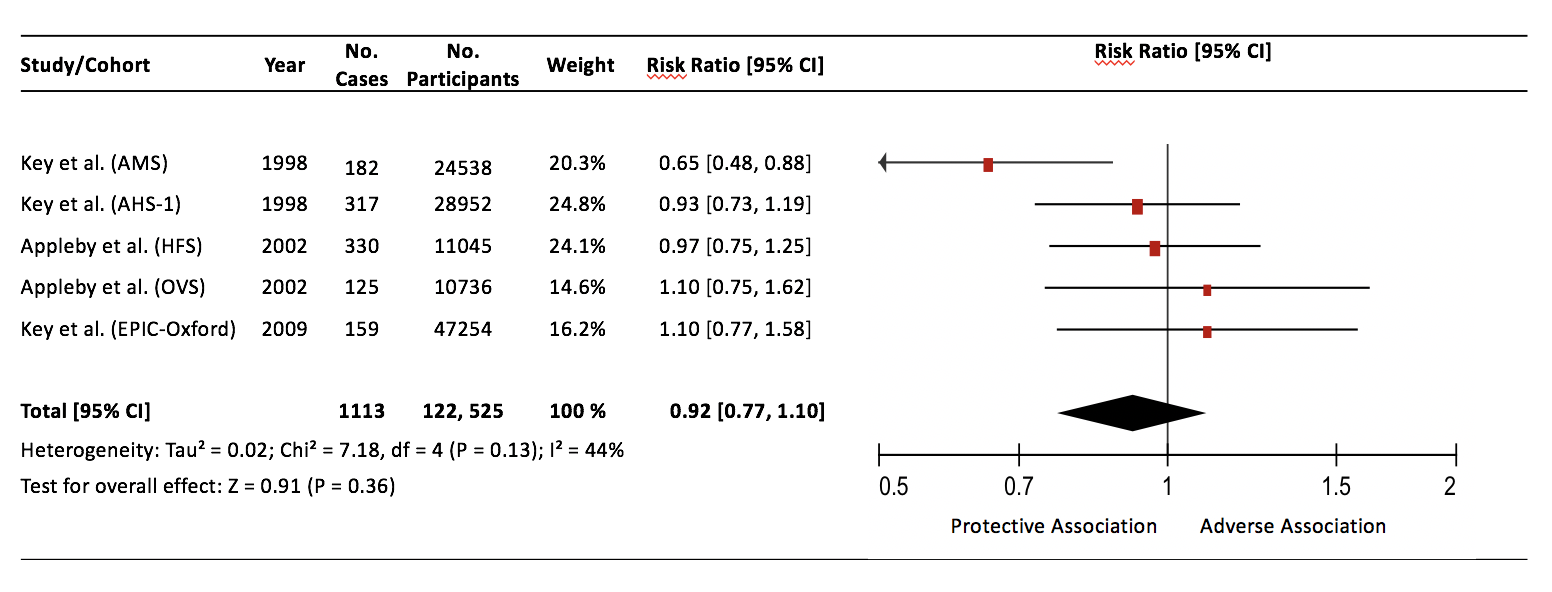 Study/Cohort Year No. Cases No. Participants Weight Risk Ratio [95% CI] Risk Ratio [95% CI]
Key et al. (AMS) 1998 182 24538 20.3% 0.65 [0.48, 0.88]
Key et al. (AHS-1) 1998 317 28952 24.8% 0.93 [0.73, 1.19]
Appleby et al. (HFS) 2002 330 11045 24.1% 0.97 [0.75, 1.25]
Appleby et al. (OVS) 2002 125 10736 14.6% 1.10 [0.75, 1.62]
Key et al. (EPIC-Oxford) 2009 159 47254 16.2% 1.10 [0.77, 1.58]
Total [95% CI] 1113 122, 525 100 % 0.92 [0.77, 1.10]
Heterogeneity: Tau² = 0.02; Chi² = 7.18, df = 4 (P = 0.13); I² = 44%
Test for overall effect: Z = 0.91 (P = 0.36)
0.5 0.7 1 1.5 2
Protective Association Adverse Association